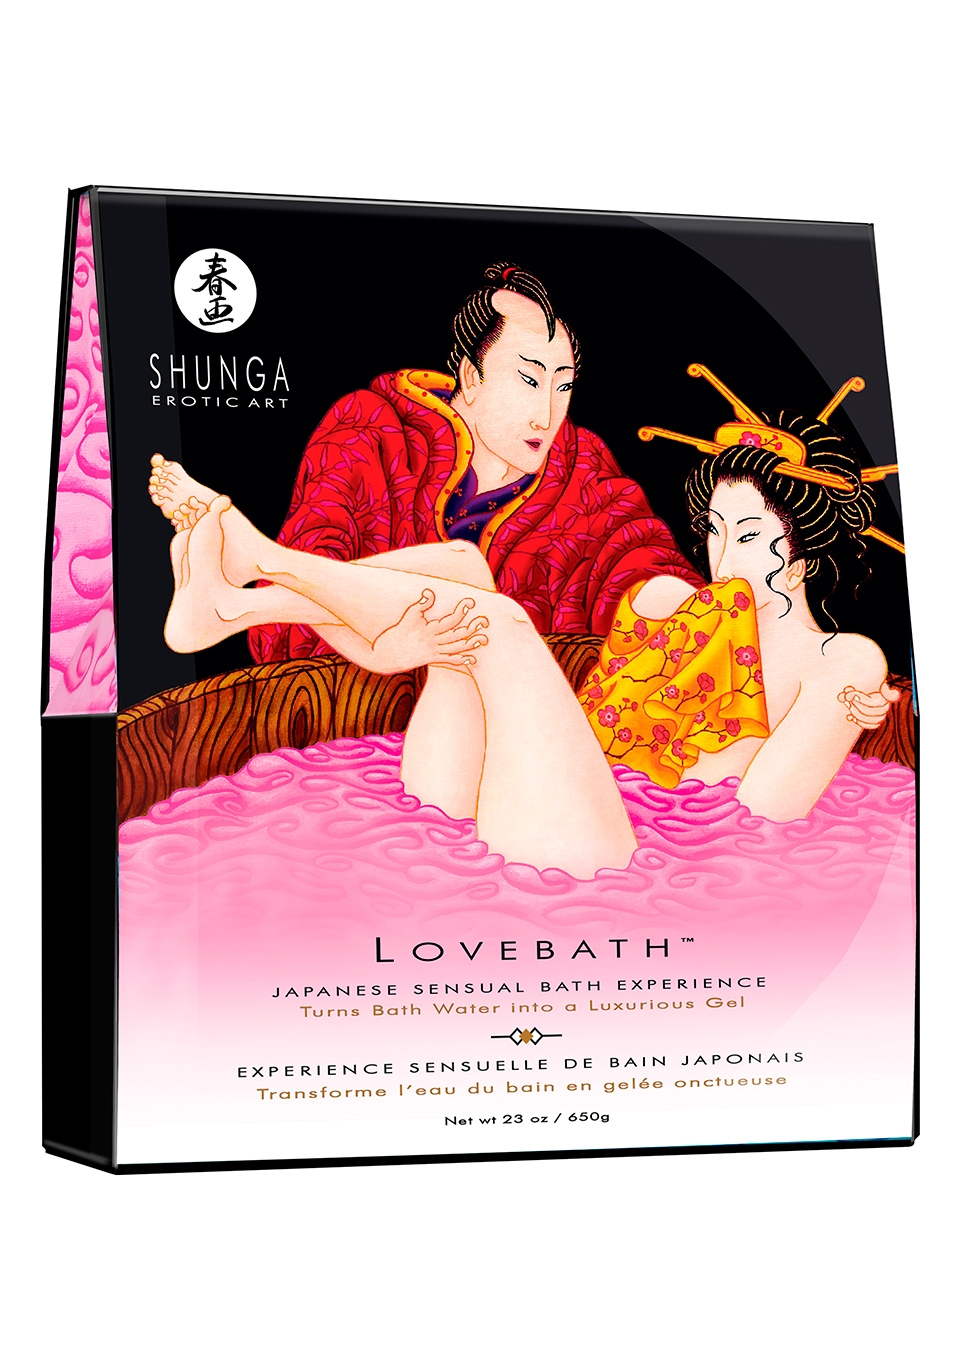 春画
SHUNGA
EROTIC ART
LOVEBATH™
JAPANESE SENSUAL BATH EXPERIENCE
Turns Bath Water into a Luxurious Gel
EXPERIENCE SENSUELLE DE BAIN JAPONAIS
Transforme l'eau du bain en gelée onctueuse
Net wt 23 oz / 650g